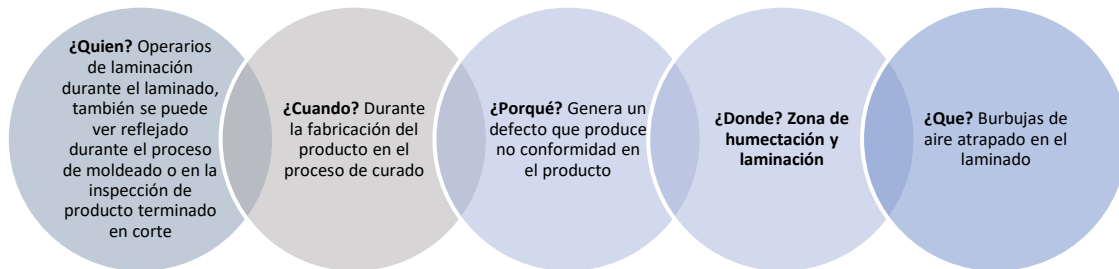 ¿Quien? Operarios
de laminación
durante el laminado,
también se puede
ver reflejado
durante el proceso
de moldeado o en la
inspección de
producto terminado
en corte
¿Cuando? Durante
la fabricación del
producto en el
proceso de curado
¿Porqué? Genera un
defecto que produce
no conformidad en
el producto
¿Donde? Zona de
humectación y
laminación
¿Que? Burbujas de
aire atrapado en el
laminado